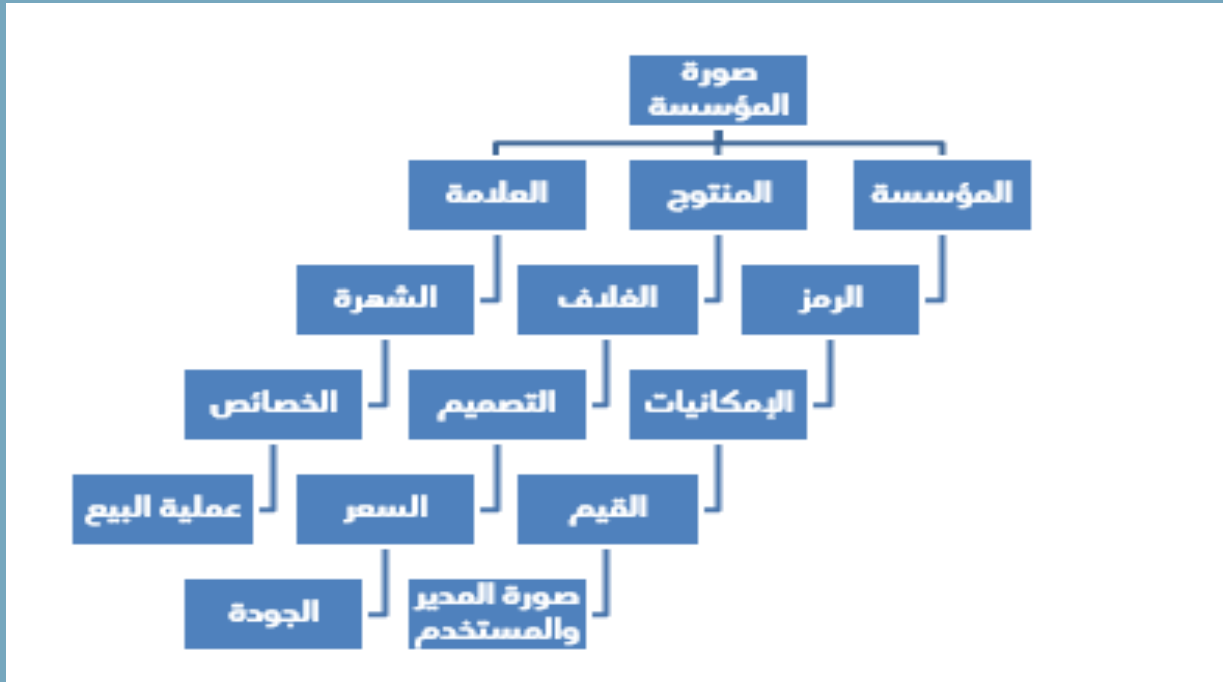 صورة
المؤسسة
المؤسسة
المنتوج
العلامة
الرمز
الغلاف
الشهرة
الإمكانيات
التصميم
الخصائص
القيم
السعر
عملية البيع
صورة المدير
والمستخدم
الجودة